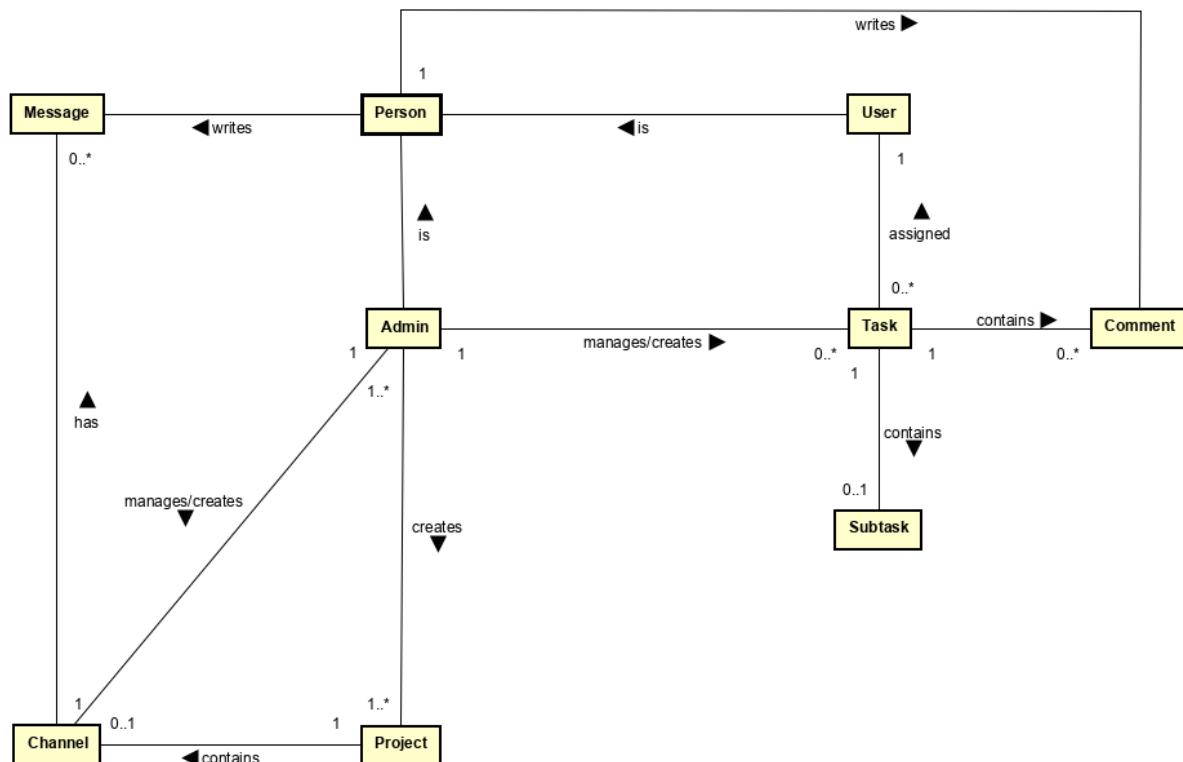 writes ▶
1
Message
Person
User
◀ writes
◀ is
0..*
1
▲
is
▲
assigned
0..*
Admin
Task
contains ▶
Comment
manages/creates ▶
1
1
0..*
1
0..*
1..*
1
▲
has
contains
▼
0..1
manages/creates
▼
Subtask
creates
▼
1
1..*
0..1
1
Channel
Project
◀ contains